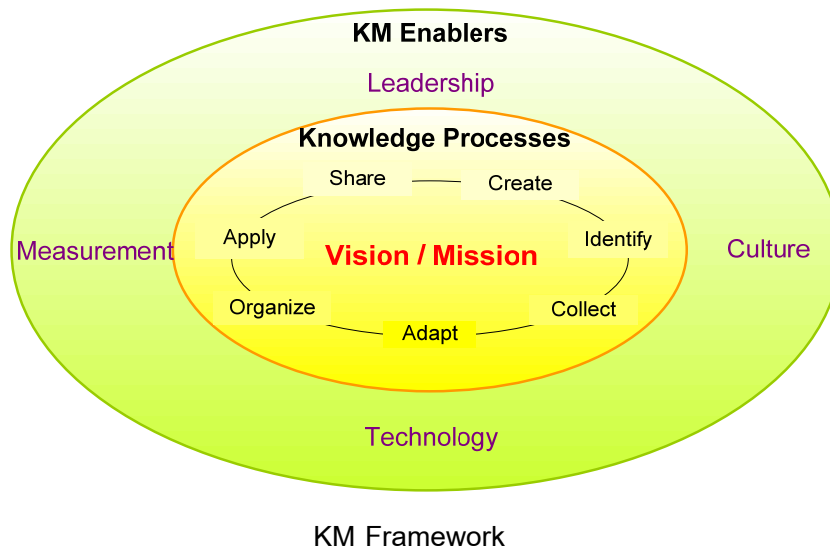 KM Enablers
Leadership
Knowledge Processes
Share
Create
Apply
Identify
Measurement
Vision / Mission
Culture
Organize
Collect
Adapt
Technology
KM Framework